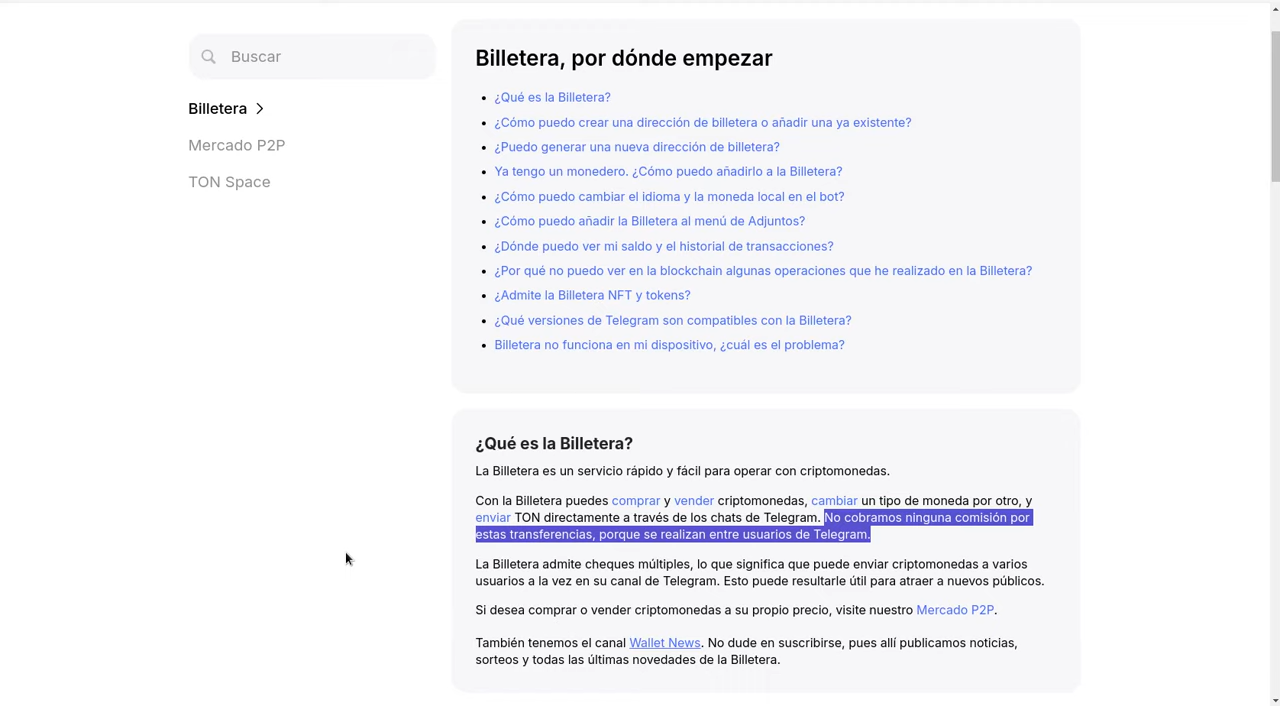 Buscar
Billetera
Mercado P2P
TON Space
Billetera, por dónde empezar
¿Qué es la Billetera?
¿Cómo puedo crear una dirección de billetera o añadir una ya existente?
¿Puedo generar una nueva dirección de billetera?
Ya tengo un monedero. ¿Cómo puedo añadirlo a la Billetera?
¿Cómo puedo cambiar el idioma y la moneda local en el bot?
¿Cómo puedo añadir la Billetera al menú de Adjuntos?
¿Dónde puedo ver mi saldo y el historial de transacciones?
¿Por qué no puedo ver en la blockchain algunas operaciones que he realizado en la Billetera?
¿Admite la Billetera NFT y tokens?
¿Qué versiones de Telegram son compatibles con la Billetera?
Billetera no funciona en mi dispositivo, ¿cuál es el problema?
¿Qué es la Billetera?
La Billetera es un servicio rápido y fácil para operar con criptomonedas.
Con la Billetera puedes comprar y vender criptomonedas, cambiar un tipo de moneda por otro, y
enviar TON directamente a través de los chats de Telegram. No cobramos ninguna comisión por
estas transferencias, porque se realizan entre usuarios de Telegram.
La Billetera admite cheques múltiples, lo que significa que puede enviar criptomonedas a varios
usuarios a la vez en su canal de Telegram. Esto puede resultarle útil para atraer a nuevos públicos.
Si desea comprar o vender criptomonedas a su propio precio, visite nuestro Mercado P2P.
También tenemos el canal Wallet News. No dude en suscribirse, pues allí publicamos noticias,
sorteos y todas las últimas novedades de la Billetera.